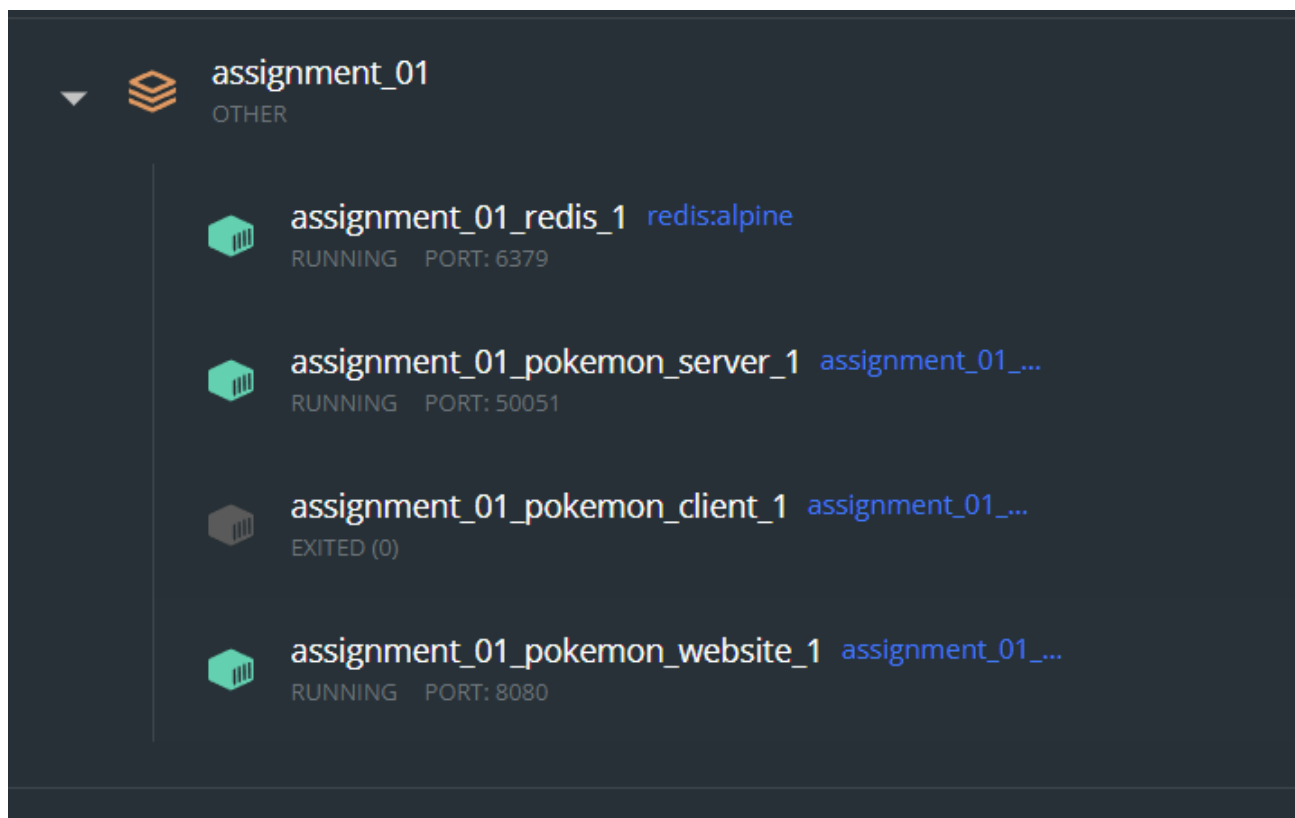 assignment_01
OTHER
assignment_01_redis_1 redis:alpine
RUNNING PORT: 6379
assignment_01_pokemon_server_1 assignment_01_...
RUNNING PORT: 50051
assignment_01_pokemon_client_1 assignment_01_...
EXITED (0)
assignment_01_pokemon_website_1 assignment_01_...
RUNNING PORT: 8080